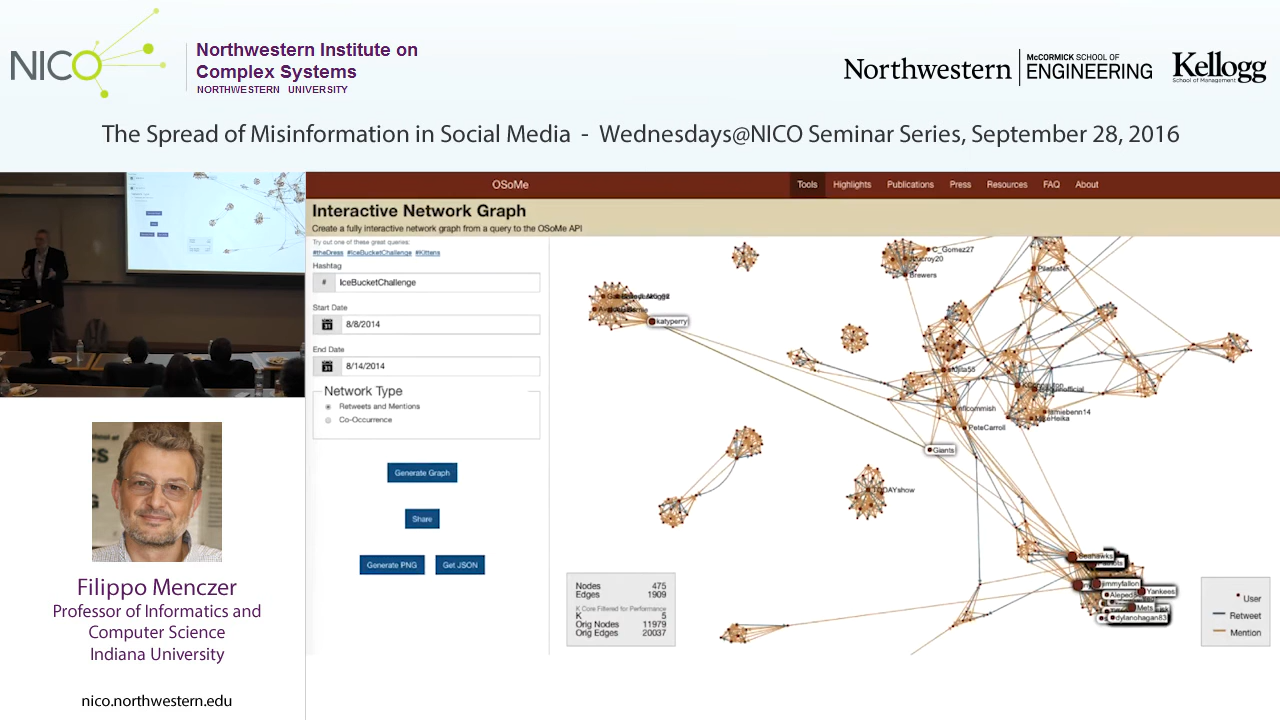 NICO
Northwestern Institute on
Complex Systems
NORTHWESTERN UNIVERSITY
Northwestern
McCORMICK SCHOOL OF
ENGINEERING
Kellogg
School of Management
The Spread of Misinformation in Social Media - Wednesdays@NICO Seminar Series, September 28, 2016
OSoMe
Tools Highlights Publications Press Resources FAQ About
Interactive Network Graph
Create a fully interactive network graph from a query to the OSoMe API
Try out one of these great queries:
#theDress #IceBucketChallenge #Kittens
Hashtag
# IceBucketChallenge
Start Date
31 8/8/2014
End Date
31 8/14/2014
Network Type
Retweets and Mentions
Co-Occurrence
Generate Graph
Share
Generate PNG Get JSON
C_Gomez27
Brewers
katyperry
nflcommish
jamiebenn14
PeteCarroll
Giants
TODAYshow
Seahawks
jimmyfallon
Yankees
Mets
dylanohagan83
Nodes 475
Edges 1909
K Core Filtered for Performance
K 5
Orig Nodes 11979
Orig Edges 20037
User
Retweet
Mention
Filippo Menczer
Professor of Informatics and
Computer Science
Indiana University
nico.northwestern.edu